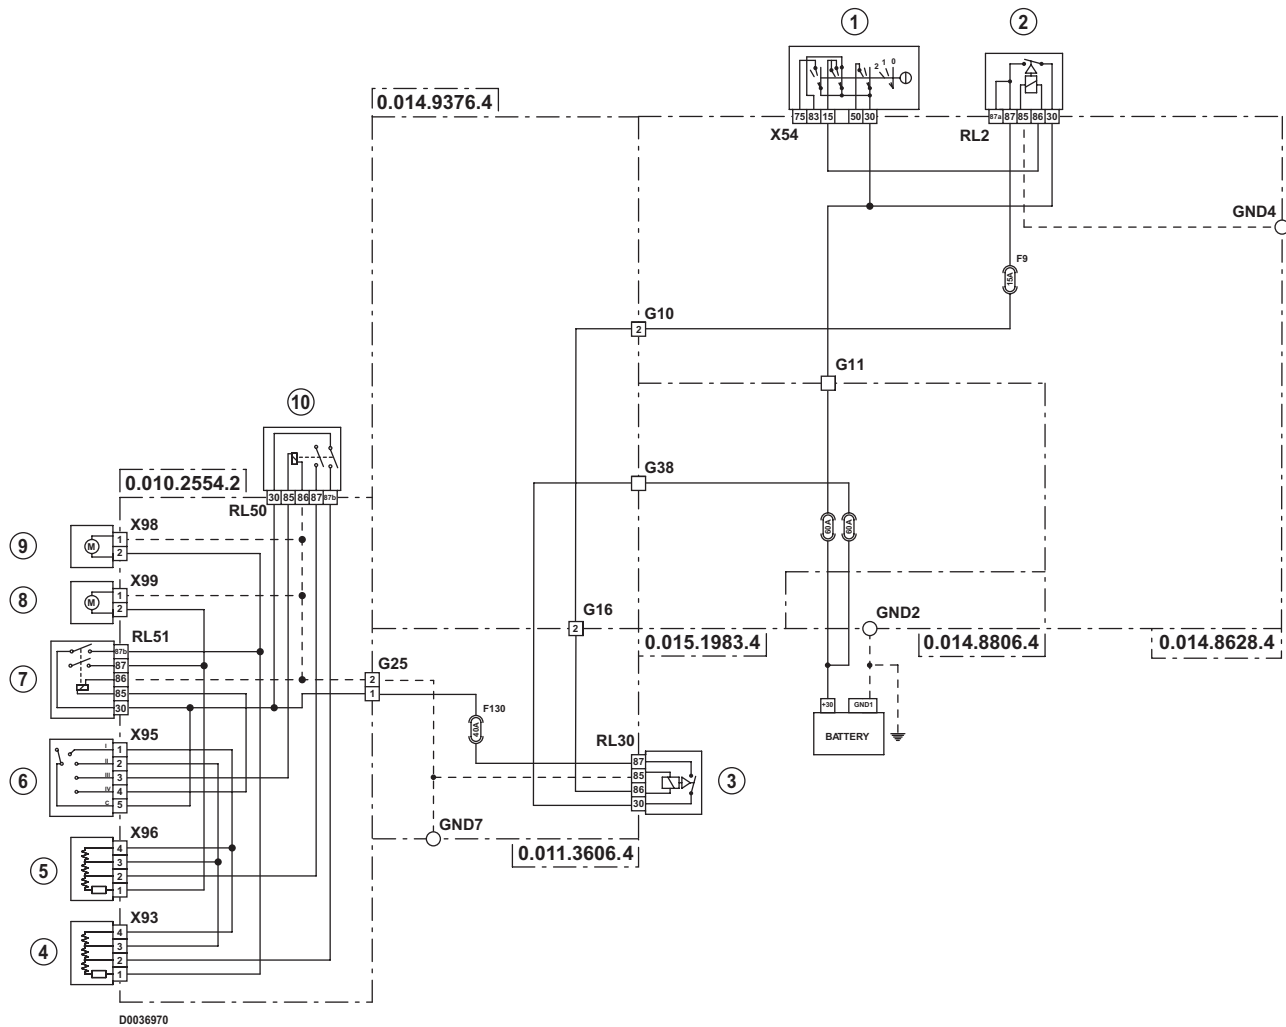 1
2
0.014.9376.4
2 1 0
75 83 15 50 30
X54
87a 87 85 86 30
RL2
GND4
F9
15A
G10
2
G11
10
G38
0.010.2554.2
30 85 86 87 87b
RL50
60A 60A
9
X98
1
2
M
8
X99
1
2
M
G16
2
GND2
0.015.1983.4
0.014.8806.4
0.014.8628.4
7
RL51
87b
87
86
85
30
G25
2
1
F130
40A
+30
GND1
BATTERY
RL30
87
85
86
30
3
6
X95
I
II
III
IV
C
1
2
3
4
5
GND7
0.011.3606.4
5
X96
4
3
2
1
4
X93
4
3
2
1
D0036970